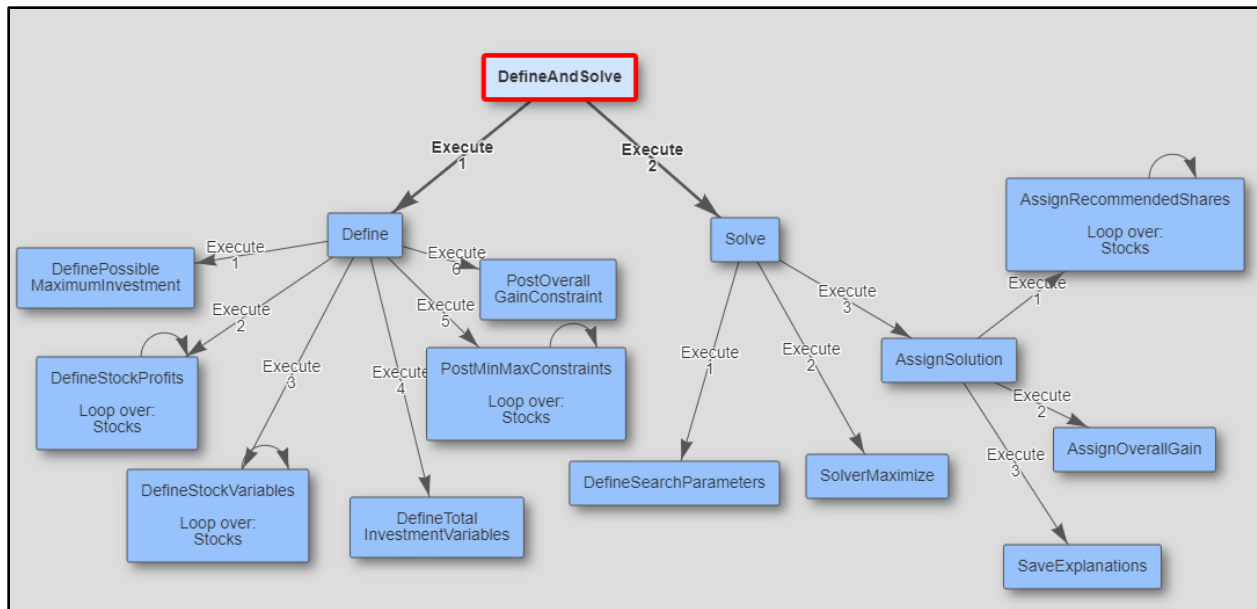 DefineAndSolve
Execute
1
Execute
2
Define
Solve
AssignRecommendedShares
Loop over:
Stocks
Execute
1
DefinePossible
MaximumInvestment
Execute
6
PostOverall
GainConstraint
Execute
2
Execute
5
Execute
3
Execute
1
DefineStockProfits
Loop over:
Stocks
Execute
3
Execute
4
PostMinMaxConstraints
Loop over:
Stocks
Execute
1
Execute
2
AssignSolution
Execute
2
AssignOverallGain
Execute
3
DefineStockVariables
Loop over:
Stocks
DefineTotal
InvestmentVariables
DefineSearchParameters
SolverMaximize
SaveExplanations